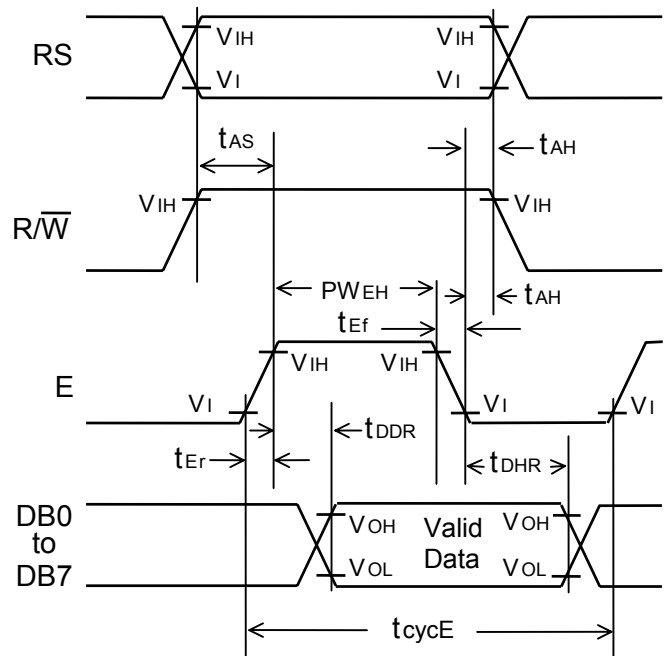 RS
VIH VIH
VI VI
tAS tAH
R/W̅ VIH VIH
PWEH tAH
tEf
E VI VIH VIH VI VI
tEr tDDR tDHR
DB0
to
DB7
VOH Valid VOH
VOL Data VOL
tcycE